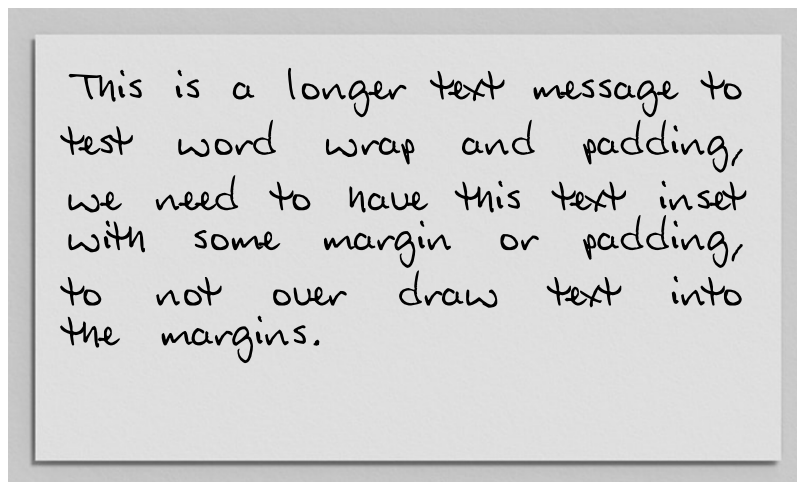 This is a longer text message to
test word wrap and padding,
we need to have this text inset
with some margin or padding,
to not over draw text into
the margins.